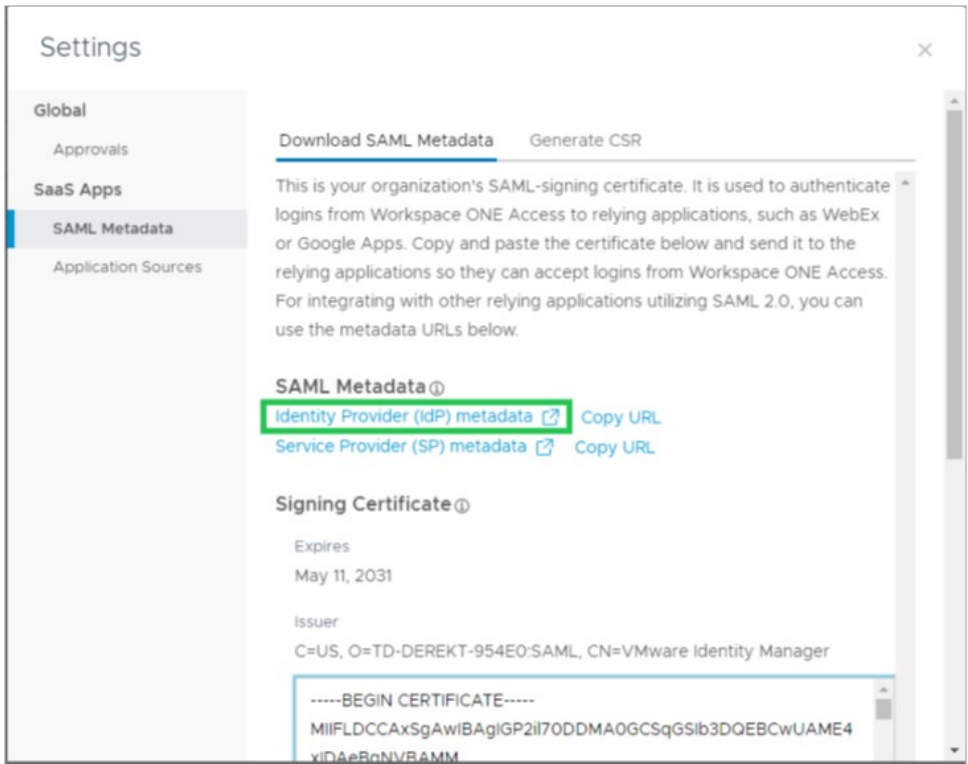 Settings
Global
Approvals
SaaS Apps
SAML Metadata
Application Sources
Download SAML Metadata
Generate CSR
This is your organization's SAML-signing certificate. It is used to authenticate
logins from Workspace ONE Access to relying applications, such as WebEx
or Google Apps. Copy and paste the certificate below and send it to the
relying applications so they can accept logins from Workspace ONE Access.
For integrating with other relying applications utilizing SAML 2.0, you can
use the metadata URLs below.
SAML Metadata
Identity Provider (IdP) metadata Copy URL
Service Provider (SP) metadata Copy URL
Signing Certificate
Expires
May 11, 2031
Issuer
C=US, O=TD-DEREKT-954E0:SAML, CN=VMware Identity Manager
-----BEGIN CERTIFICATE-----